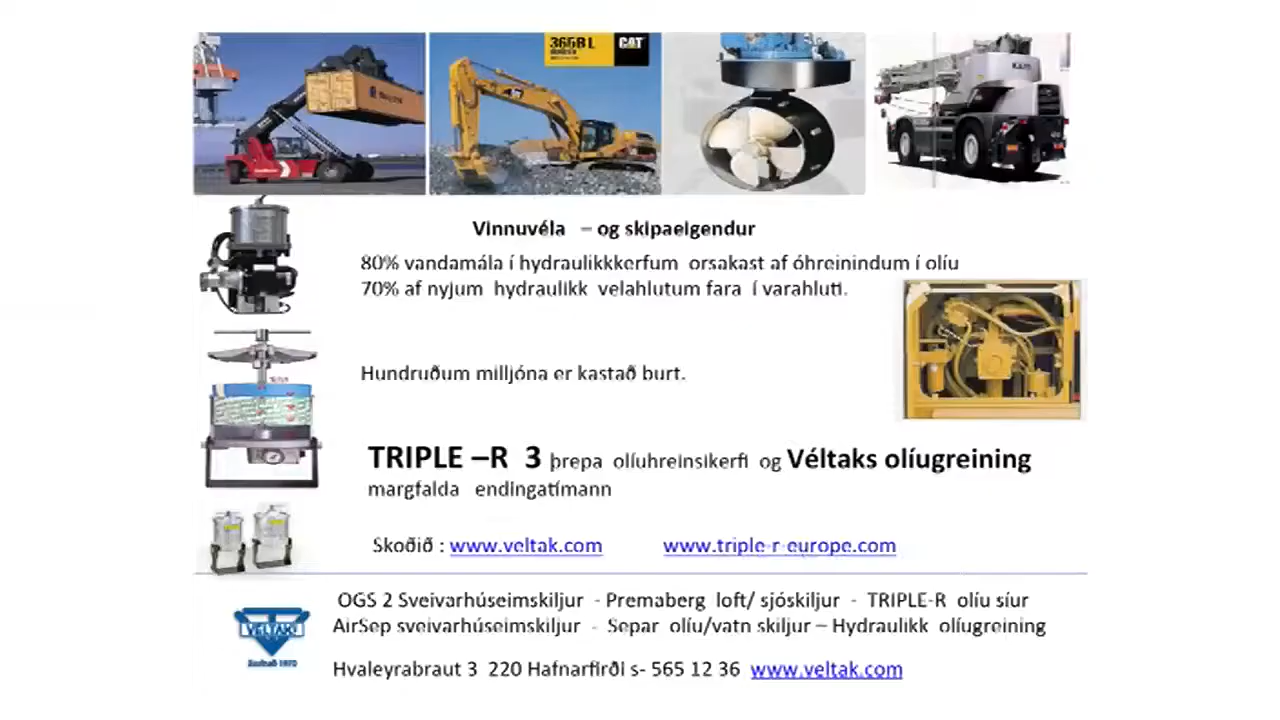 365B L
CAT
KATO
Vinnuvéla – og skipaeigendur
80% vandamála í hydraulikkkerfum orsakast af óhreinindum í olíu
70% af nyjum hydraulikk velahlutum fara í varahluti.
Hundruðum milljóna er kastað burt.
TRIPLE –R 3 þrepa olíuhreinsikerfi og Véltaks olíugreining
margfalda endingatímann
Skoðið : www.veltak.com www.triple-r-europe.com
OGS 2 Sveivarhúseimskiljur - Premaberg loft/ sjóskiljur - TRIPLE-R olíu síur
AirSep sveivarhúseimskiljur - Separ olíu/vatn skiljur – Hydraulikk olíugreining
VÉLTAK
Hvaleyrabraut 3 220 Hafnarfirði s- 565 12 36 www.veltak.com